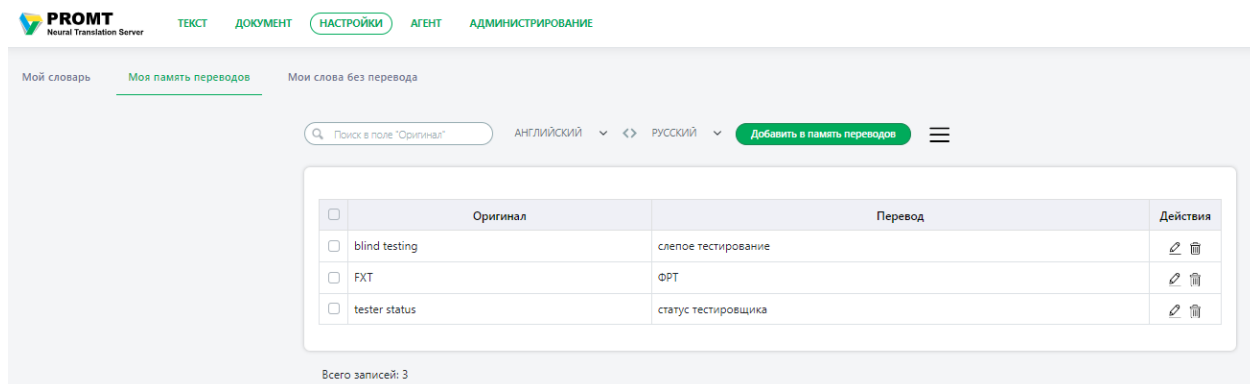 PROMT
Neural Translation Server
ТЕКСТ ДОКУМЕНТ НАСТРОЙКИ АГЕНТ АДМИНИСТРИРОВАНИЕ
Мой словарь Моя память переводов Мои слова без перевода
Поиск в поле "Оригинал" АНГЛИЙСКИЙ <> РУССКИЙ Добавить в память переводов
Оригинал Перевод Действия
blind testing слепое тестирование
FXT ФРТ
tester status статус тестировщика
Всего записей: 3